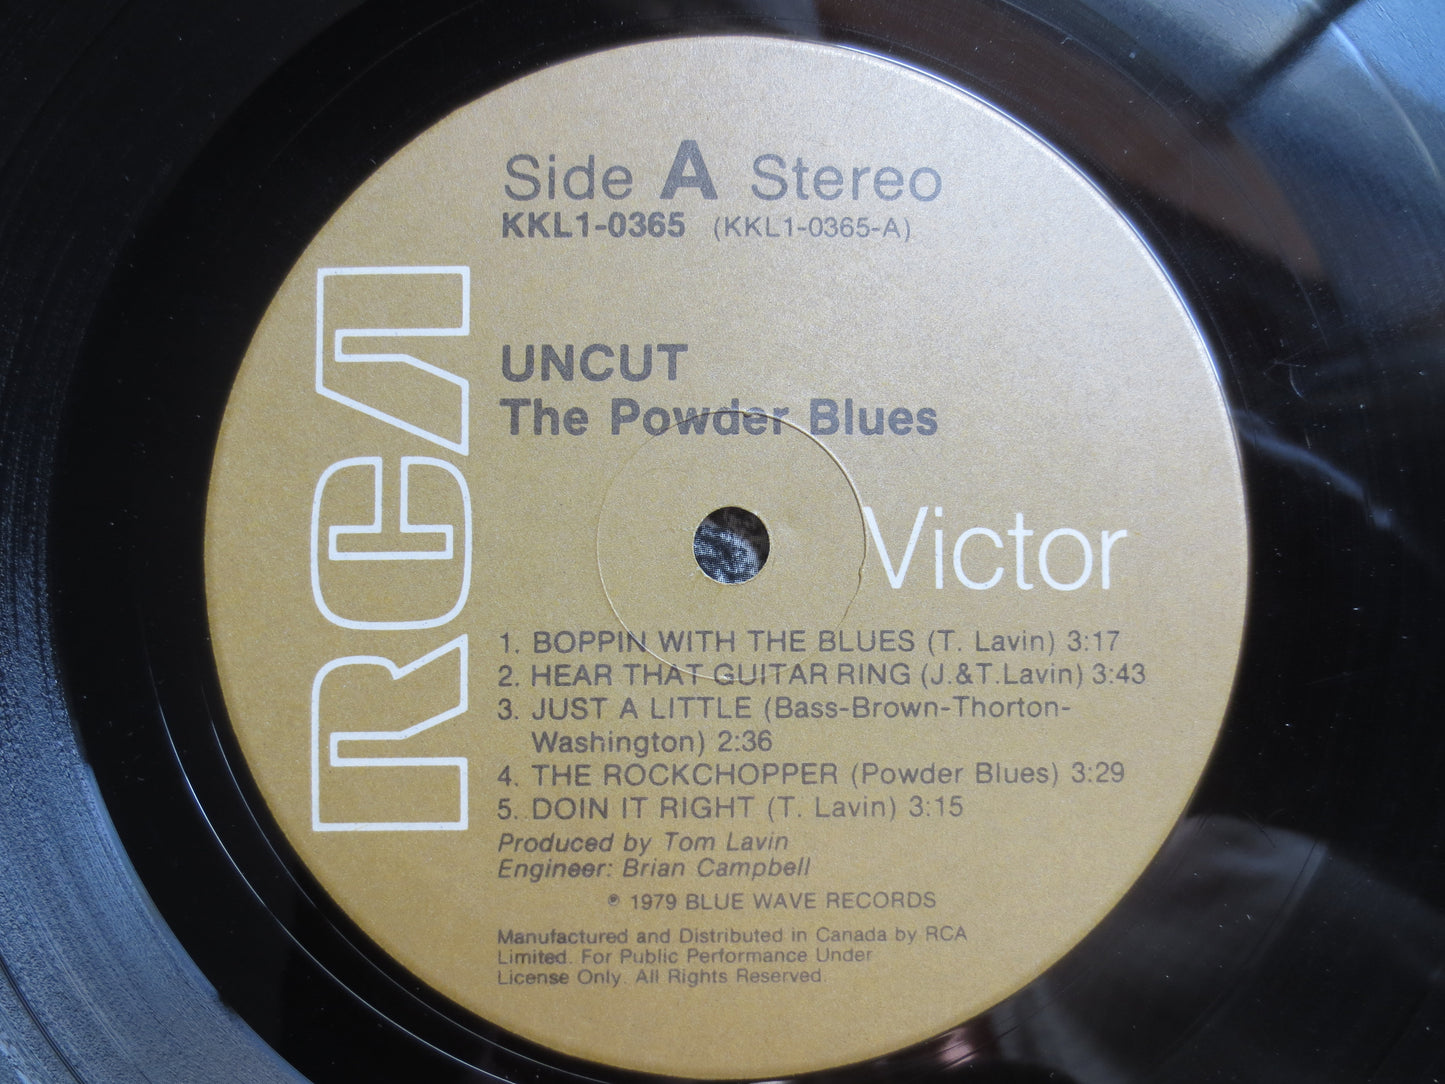 Side A Stereo
KKL1-0365 (KKL1-0365-A)
RCA
UNCUT
The Powder Blues
Victor
1. BOPPIN WITH THE BLUES (T. Lavin) 3:17
2. HEAR THAT GUITAR RING (J.&T.Lavin) 3:43
3. JUST A LITTLE (Bass-Brown-Thorton-
Washington) 2:36
4. THE ROCKCHOPPER (Powder Blues) 3:29
5. DOIN IT RIGHT (T. Lavin) 3:15
Produced by Tom Lavin
Engineer: Brian Campbell
℗ 1979 BLUE WAVE RECORDS
Manufactured and Distributed in Canada by RCA
Limited. For Public Performance Under
License Only. All Rights Reserved.